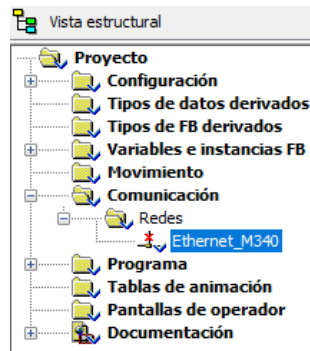 Vista estructural
Proyecto
Configuración
Tipos de datos derivados
Tipos de FB derivados
Variables e instancias FB
Movimiento
Comunicación
Redes
Ethernet_M340
Programa
Tablas de animación
Pantallas de operador
Documentación